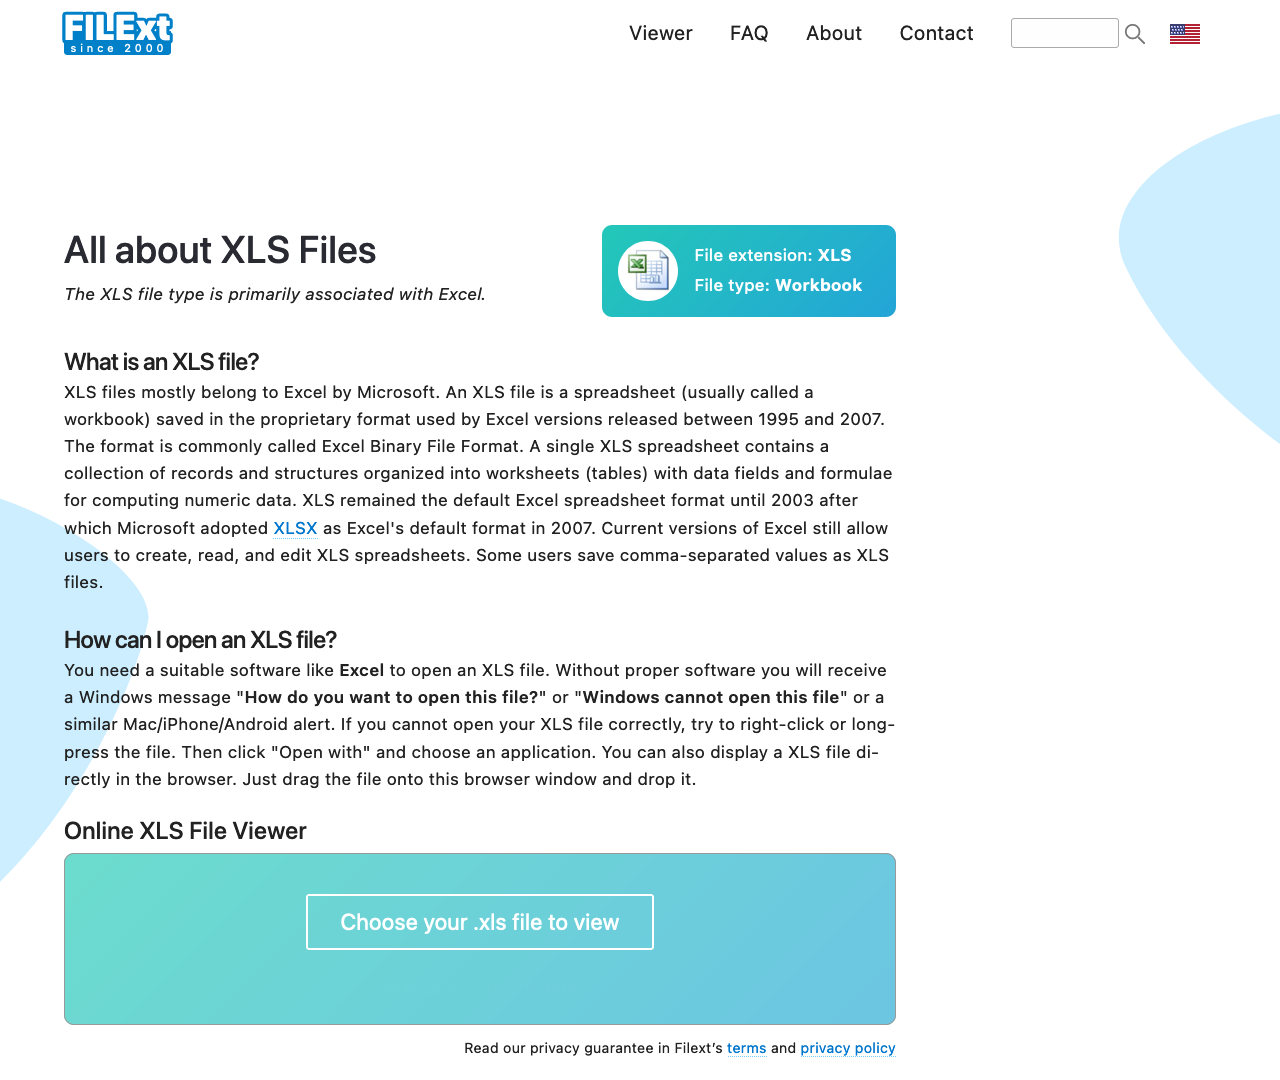 FILExt
since 2000
Viewer FAQ About Contact
All about XLS Files
The XLS file type is primarily associated with Excel.
File extension: XLS
File type: Workbook
What is an XLS file?
XLS files mostly belong to Excel by Microsoft. An XLS file is a spreadsheet (usually called a
workbook) saved in the proprietary format used by Excel versions released between 1995 and 2007.
The format is commonly called Excel Binary File Format. A single XLS spreadsheet contains a
collection of records and structures organized into worksheets (tables) with data fields and formulae
for computing numeric data. XLS remained the default Excel spreadsheet format until 2003 after
which Microsoft adopted XLSX as Excel's default format in 2007. Current versions of Excel still allow
users to create, read, and edit XLS spreadsheets. Some users save comma-separated values as XLS
files.
How can I open an XLS file?
You need a suitable software like Excel to open an XLS file. Without proper software you will receive
a Windows message "How do you want to open this file?" or "Windows cannot open this file" or a
similar Mac/iPhone/Android alert. If you cannot open your XLS file correctly, try to right-click or long-
press the file. Then click "Open with" and choose an application. You can also display a XLS file di-
rectly in the browser. Just drag the file onto this browser window and drop it.
Online XLS File Viewer
Choose your .xls file to view
Read our privacy guarantee in Filext’s terms and privacy policy